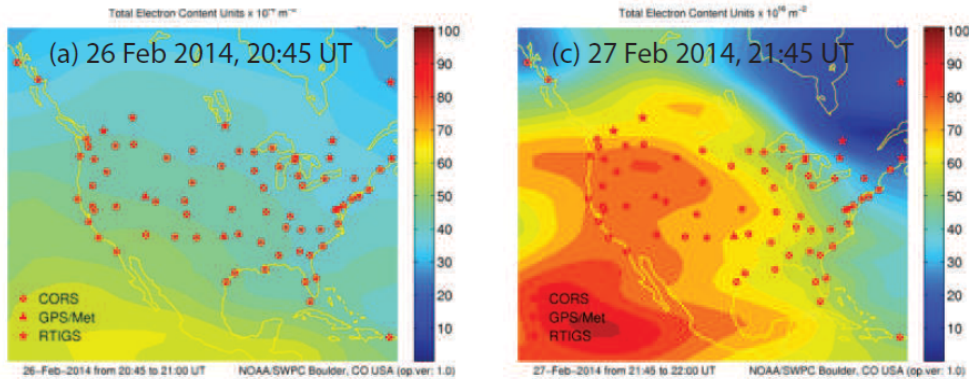 Total Electron Content Units x 10¹⁶ m⁻²
(a) 26 Feb 2014, 20:45 UT
100
90
80
70
60
50
40
30
20
10
CORS
GPS/Met
RTIGS
26-Feb-2014 from 20:45 to 21:00 UT NOAA/SWPC Boulder, CO USA (op.ver: 1.0)
Total Electron Content Units x 10¹⁶ m⁻²
(c) 27 Feb 2014, 21:45 UT
100
90
80
70
60
50
40
30
20
10
CORS
GPS/Met
RTIGS
27-Feb-2014 from 21:45 to 22:00 UT NOAA/SWPC Boulder, CO USA (op.ver: 1.0)